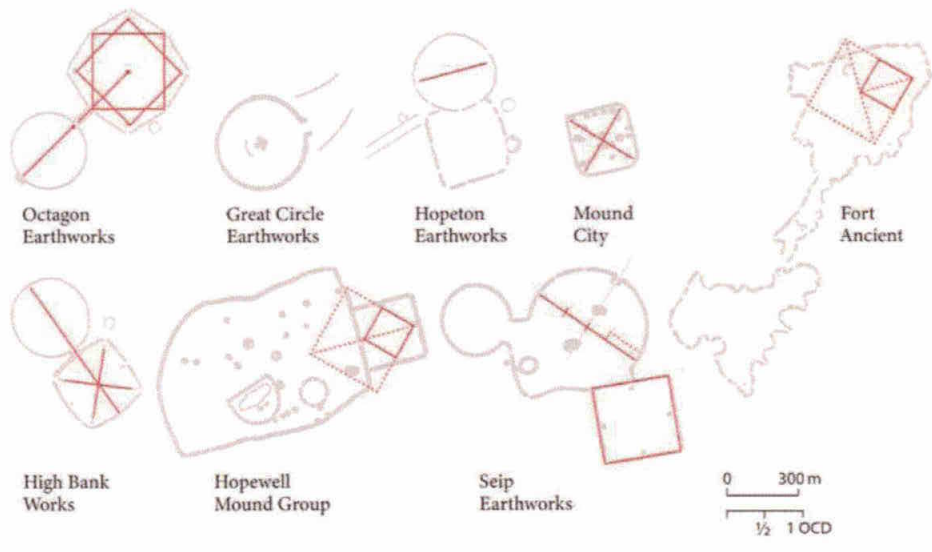 Octagon
Earthworks
Great Circle
Earthworks
Hopeton
Earthworks
Mound
City
Fort
Ancient
High Bank
Works
Hopewell
Mound Group
Seip
Earthworks
0 300 m
½ 1 OCD